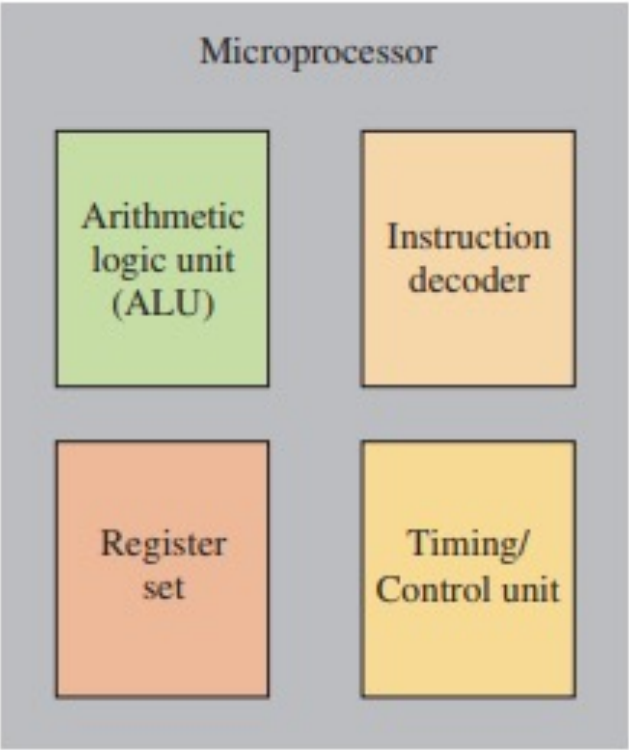 Microprocessor
Arithmetic
logic unit
(ALU)
Instruction
decoder
Register
set
Timing/
Control unit